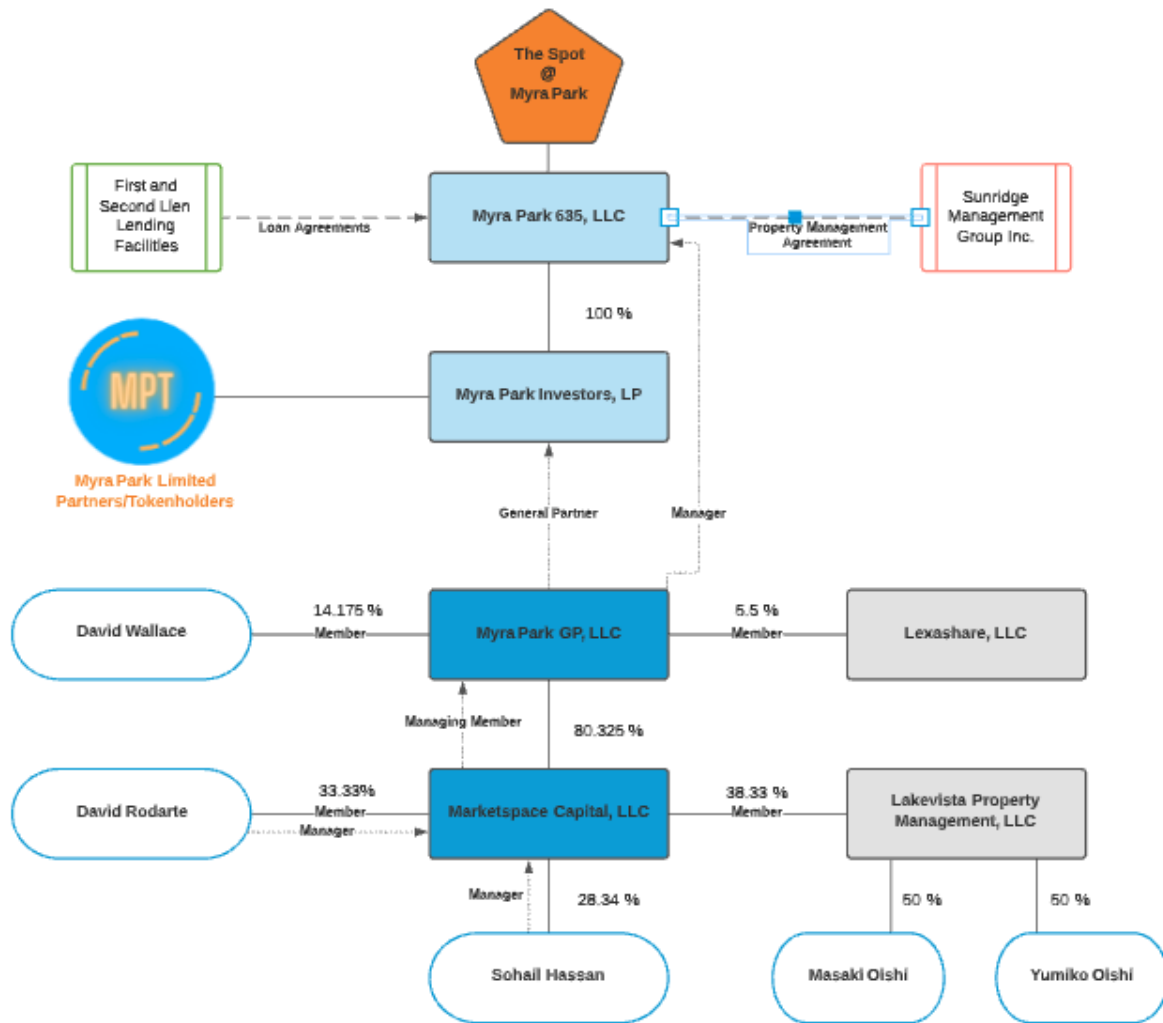 The Spot
@
Myra Park
First and
Second Lien
Lending
Facilities
Loan Agreements
Myra Park 635, LLC
Property Management
Agreement
Sunridge
Management
Group Inc.
100 %
MPT
Myra Park Limited
Partners/Tokenholders
Myra Park Investors, LP
General Partner
Manager
David Wallace
14.175 %
Member
Myra Park GP, LLC
5.5 %
Member
Lexashare, LLC
Managing Member
80.325 %
David Rodarte
33.33%
Member
Manager
Marketspace Capital, LLC
38.33 %
Member
Lakevista Property
Management, LLC
Manager
28.34 %
50 %
50 %
Sohail Hassan
Masaki Oishi
Yumiko Oishi